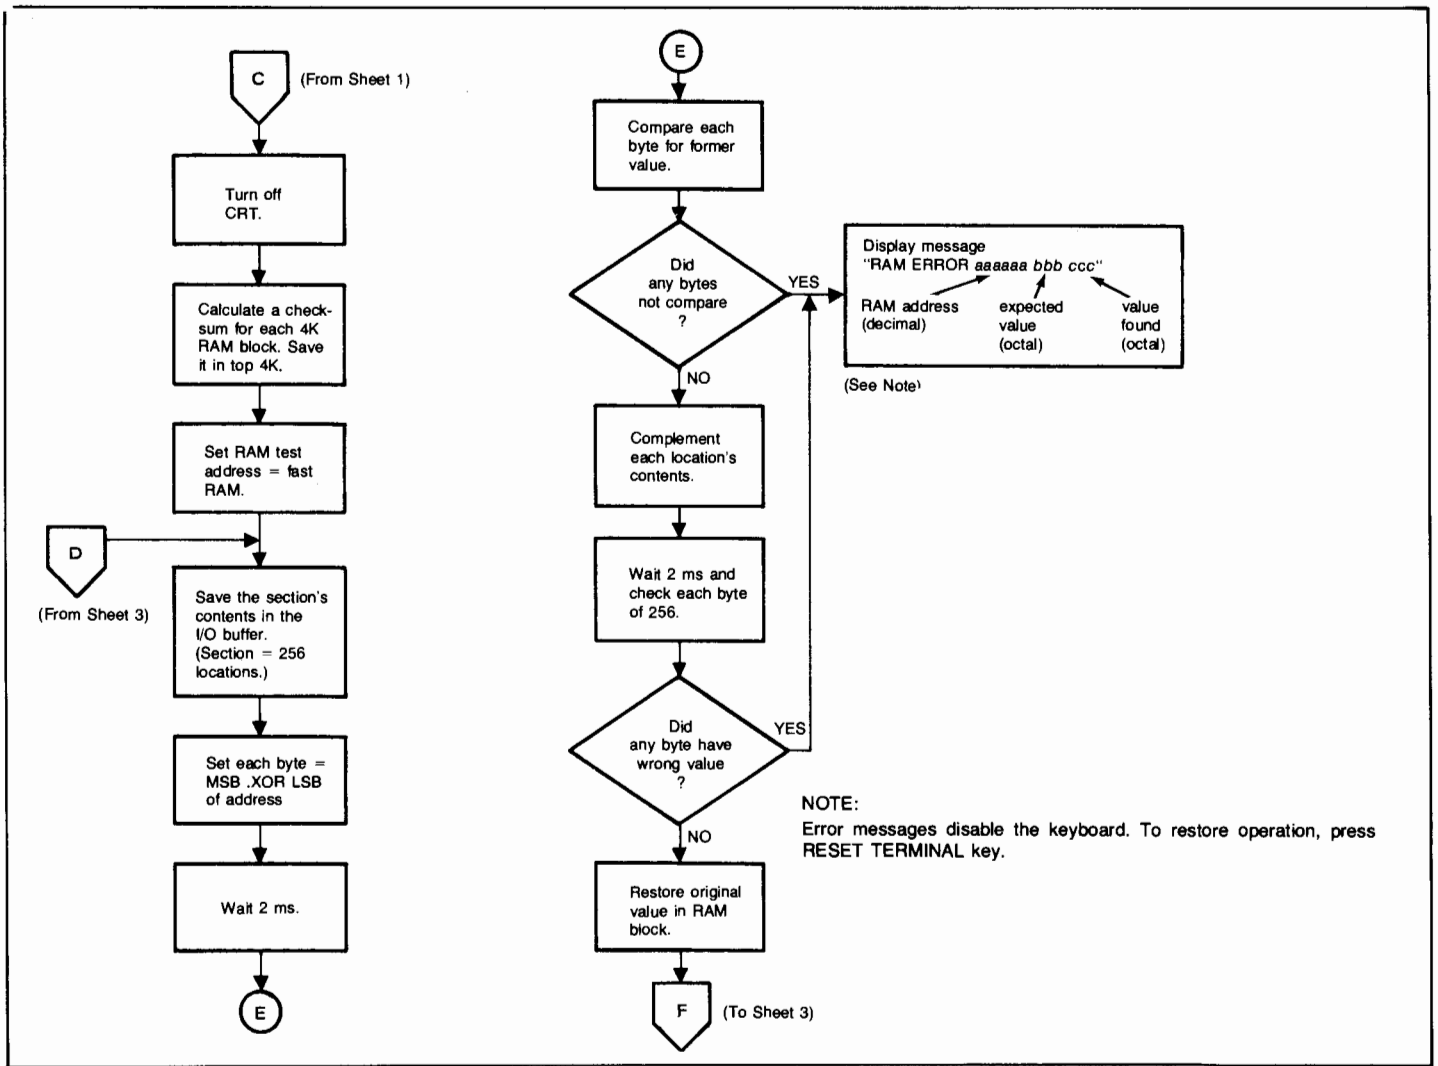 C
(From Sheet 1)
Turn off
CRT.
Calculate a check-
sum for each 4K
RAM block. Save
it in top 4K.
Set RAM test
address = fast
RAM.
D
(From Sheet 3)
Save the section's
contents in the
I/O buffer.
(Section = 256
locations.)
Set each byte =
MSB .XOR LSB
of address
Wait 2 ms.
E
E
Compare each
byte for former
value.
Did
any bytes
not compare
?
YES
NO
Display message
"RAM ERROR aaaaaa bbb ccc"
RAM address
(decimal)
expected
value
(octal)
value
found
(octal)
(See Note)
Complement
each location's
contents.
Wait 2 ms and
check each byte
of 256.
Did
any byte have
wrong value
?
YES
NO
Restore original
value in RAM
block.
F
(To Sheet 3)
NOTE:
Error messages disable the keyboard. To restore operation, press
RESET TERMINAL key.